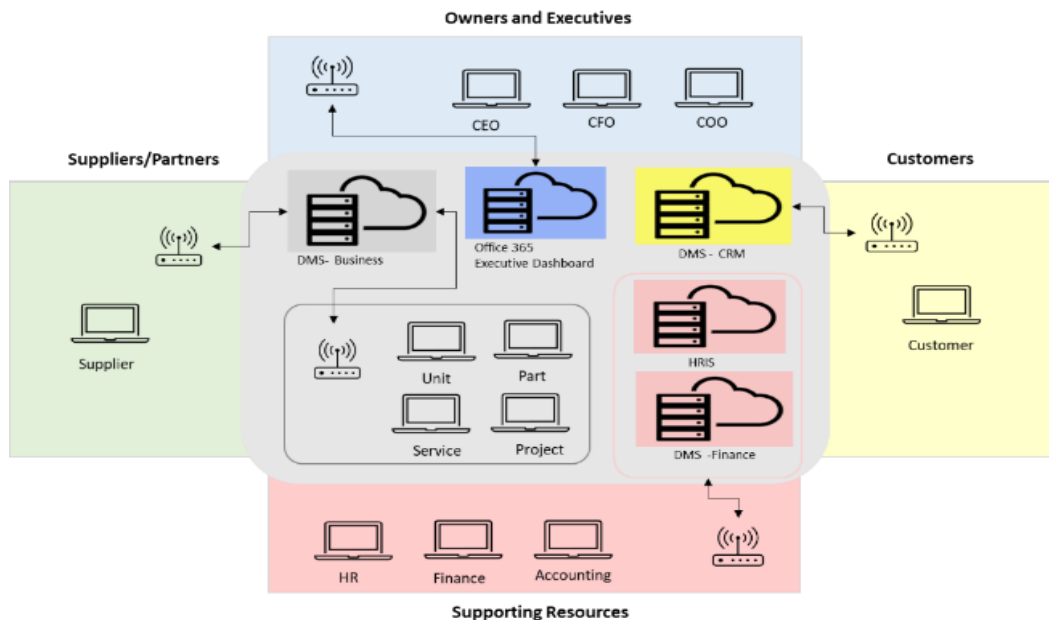 Owners and Executives
CEO
CFO
COO
Suppliers/Partners
Customers
DMS- Business
Office 365
Executive Dashboard
DMS - CRM
Supplier
Unit
Part
Service
Project
HRIS
DMS -Finance
Customer
HR
Finance
Accounting
Supporting Resources